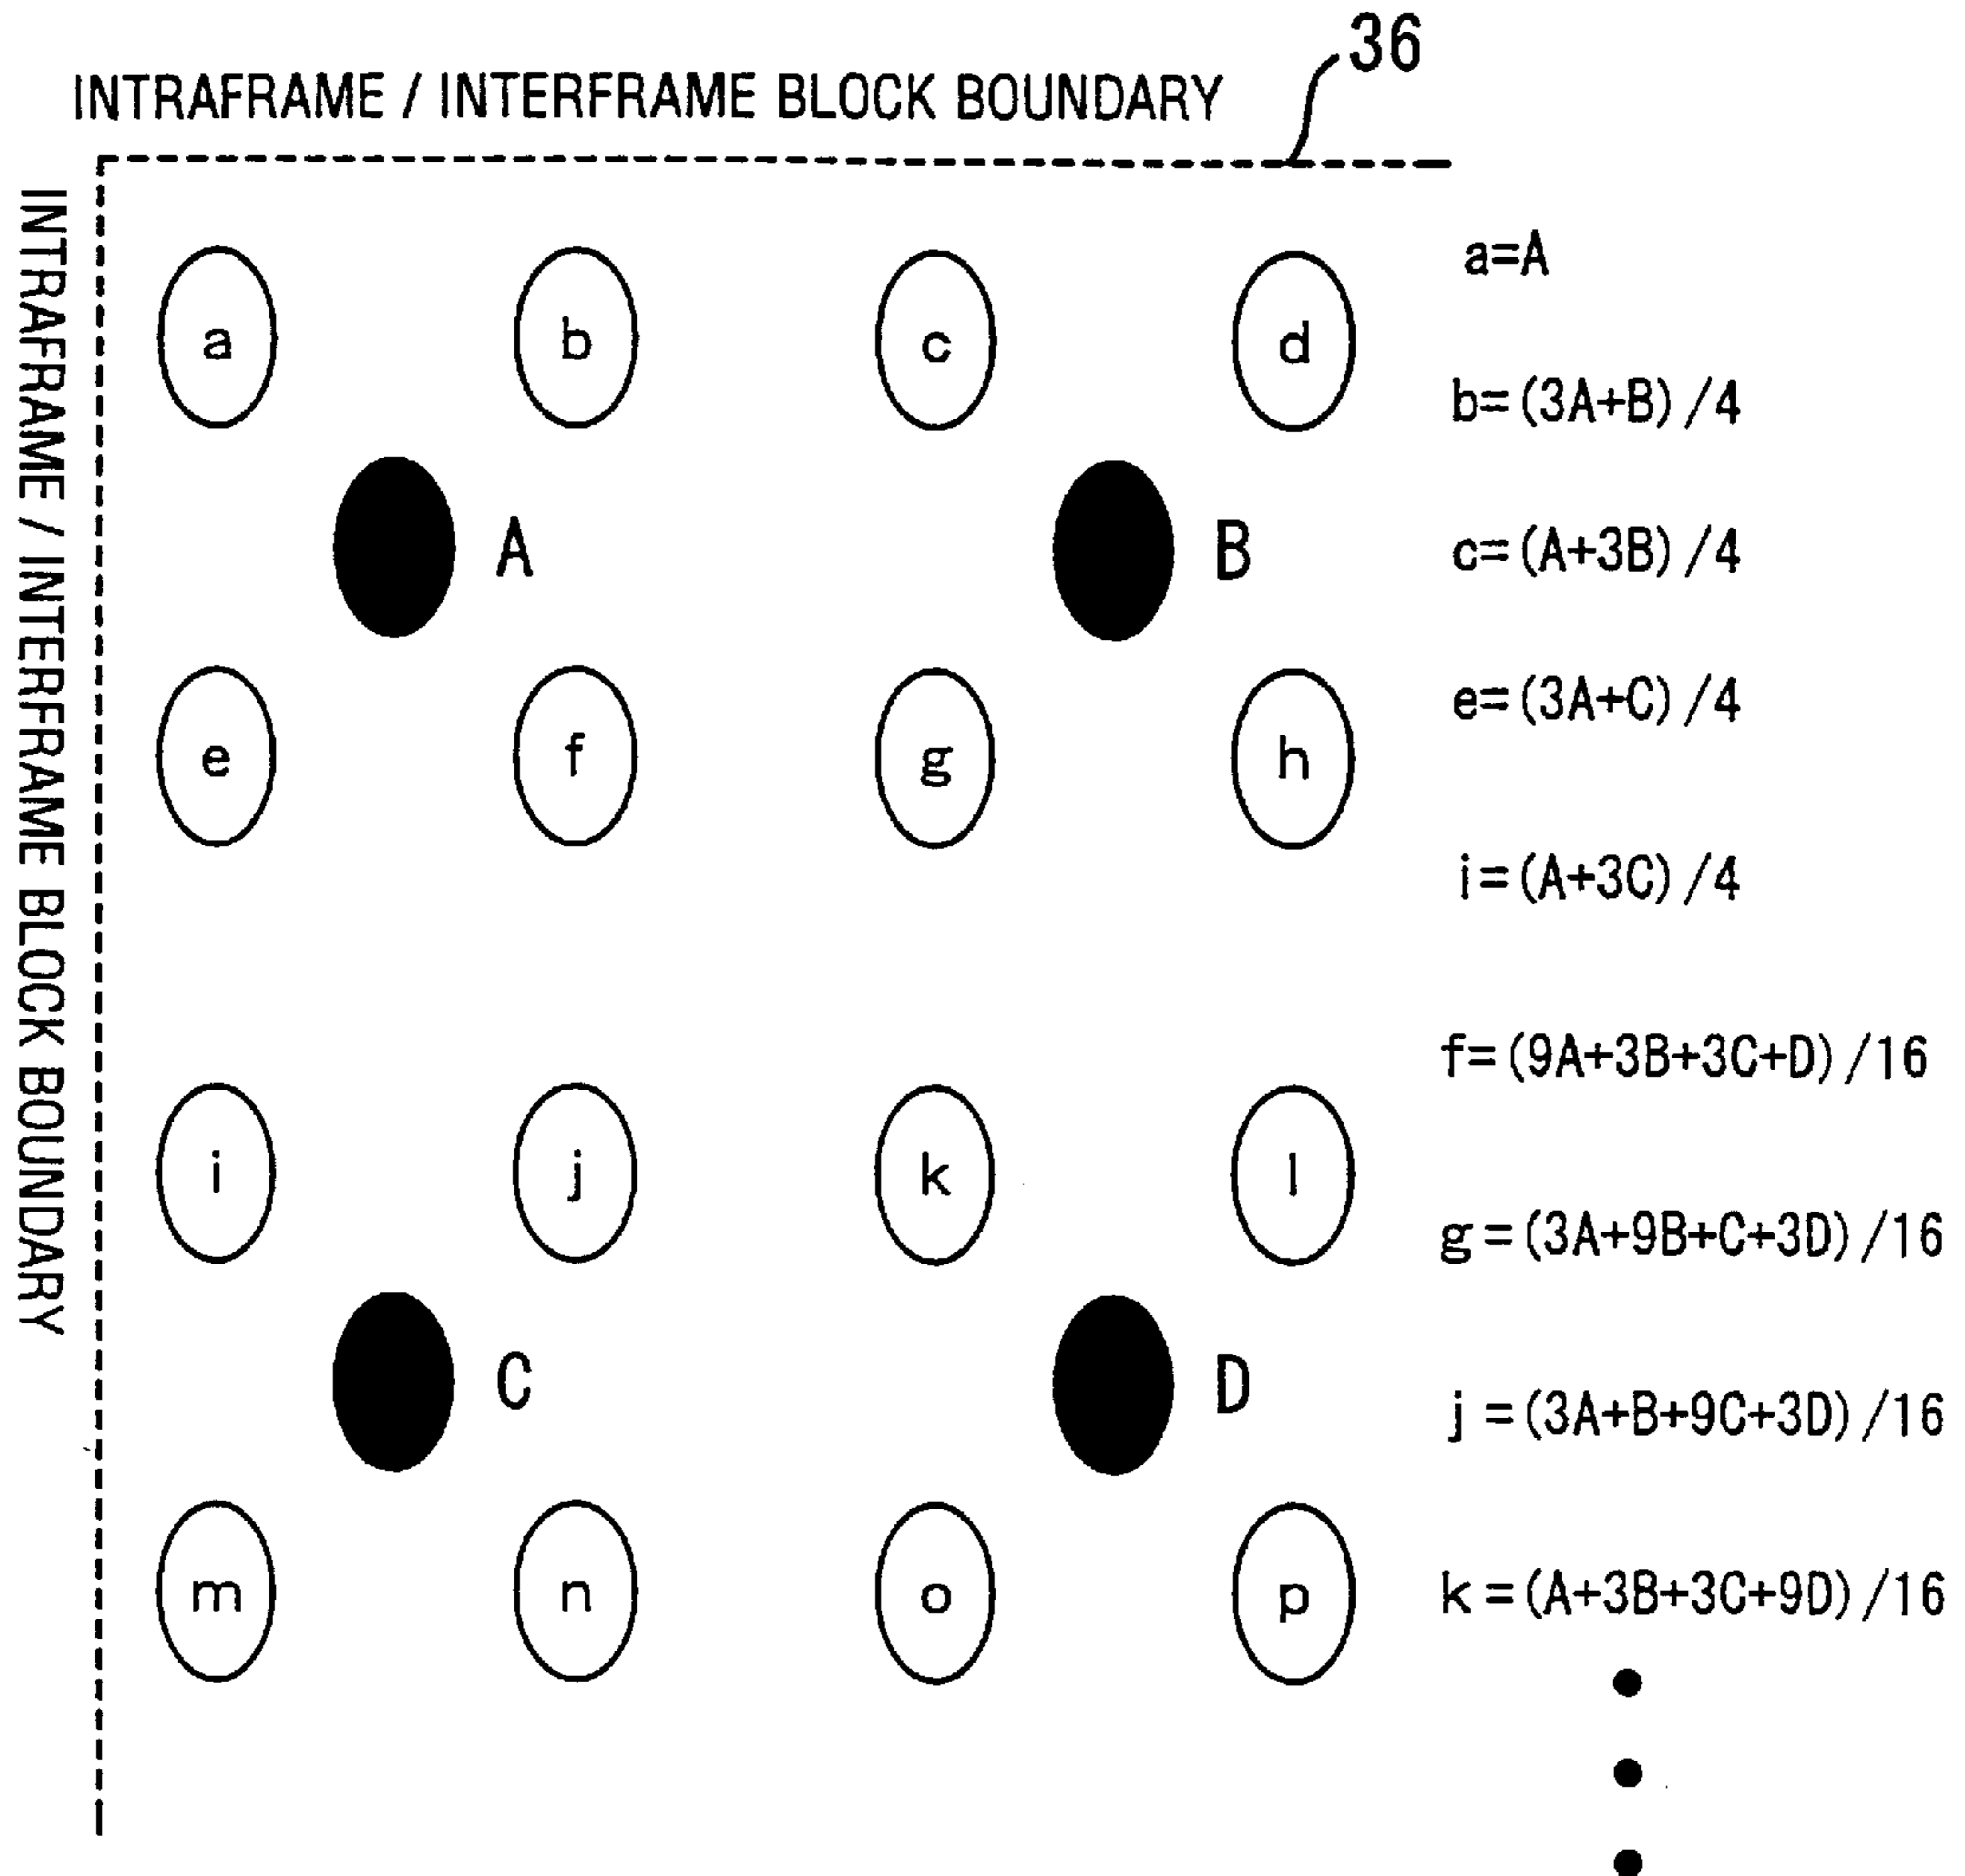 36
INTRAFRAME / INTERFRAME BLOCK BOUNDARY
INTRAFRAME / INTERFRAME BLOCK BOUNDARY
a b c d
A B
e f g h
i j k l
C D
m n o p
a=A
b=(3A+B)/4
c=(A+3B)/4
e=(3A+C)/4
i=(A+3C)/4
f=(9A+3B+3C+D)/16
g=(3A+9B+C+3D)/16
j=(3A+B+9C+3D)/16
k=(A+3B+3C+9D)/16